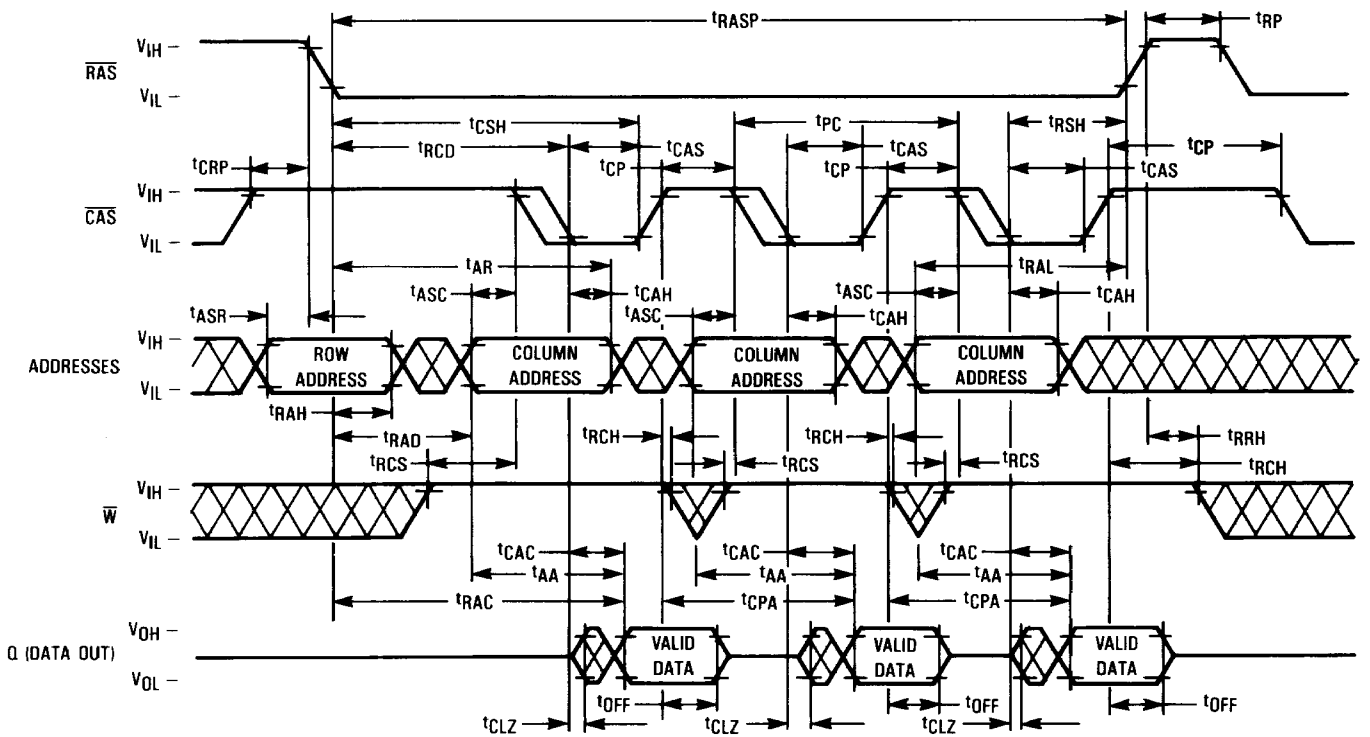 tRASP tRP
VIH –
RAS
VIL –
tCSH tPC tRSH
tRCD tCAS tCAS tCP
tCRP tCP tCP tCAS
VIH –
CAS
VIL –
tAR tRAL
tASC tCAH tASC tCAH
tASR tASC tCAH
VIH –
ADDRESSES
ROW ADDRESS
COLUMN ADDRESS
COLUMN ADDRESS
COLUMN ADDRESS
VIL –
tRAH
tRAD tRCH tRCH tRRH
tRCS tRCS tRCS tRCH
VIH –
W
VIL –
tCAC tCAC tCAC
tAA tAA tAA
tRAC tCPA tCPA
VOH –
Q (DATA OUT)
VALID DATA
VALID DATA
VALID DATA
VOL –
tOFF tOFF tOFF
tCLZ tCLZ tCLZ